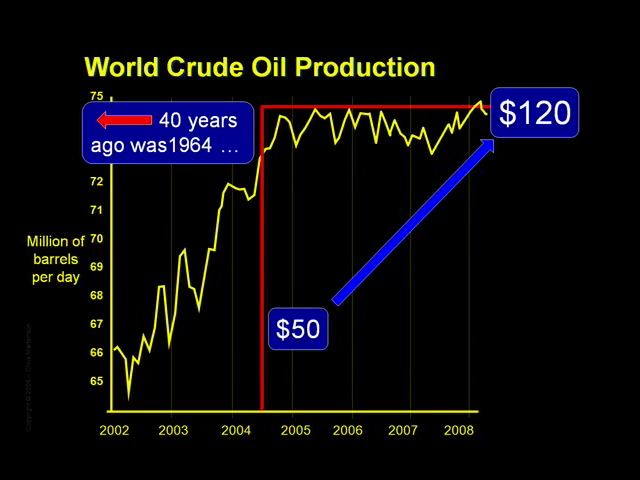 World Crude Oil Production
75
40 years
ago was1964 …
$120
72
71
70
Million of
barrels
per day
69
68
67
66
65
$50
2002 2003 2004 2005 2006 2007 2008